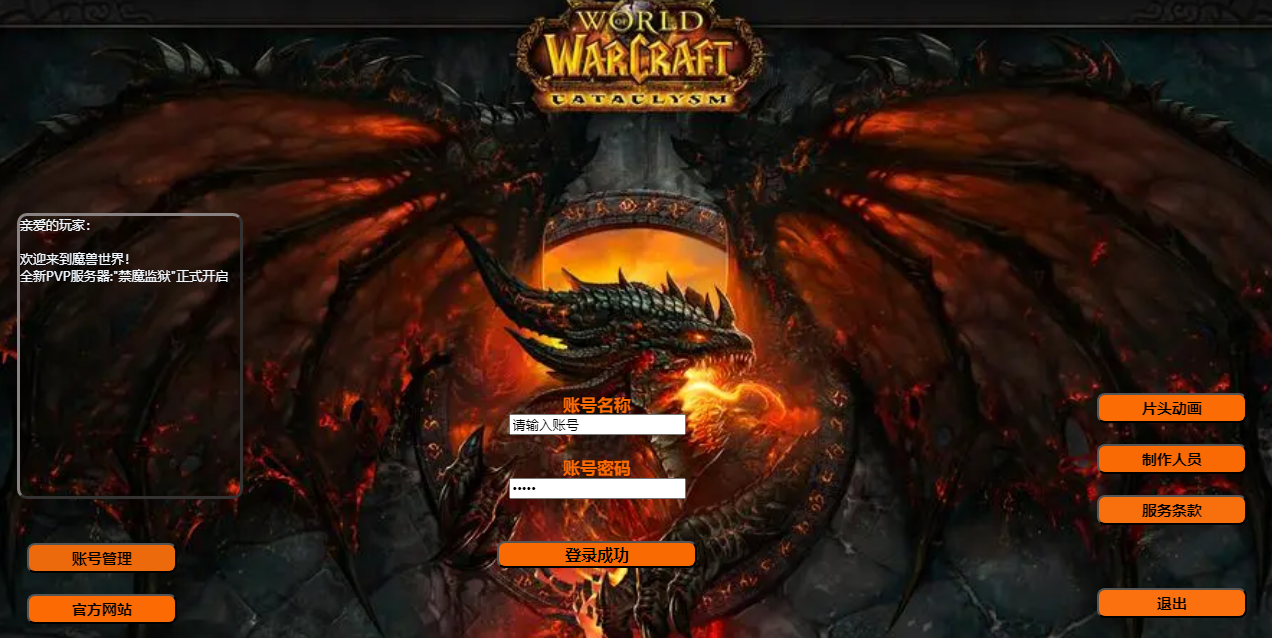 WORLD
OF
WARCRAFT
CATACLYSM
亲爱的玩家：
欢迎来到魔兽世界！
全新PVP服务器:"禁魔监狱"正式开启
账号名称
请输入账号
账号密码
•••••
登录成功
账号管理
官方网站
片头动画
制作人员
服务条款
退出